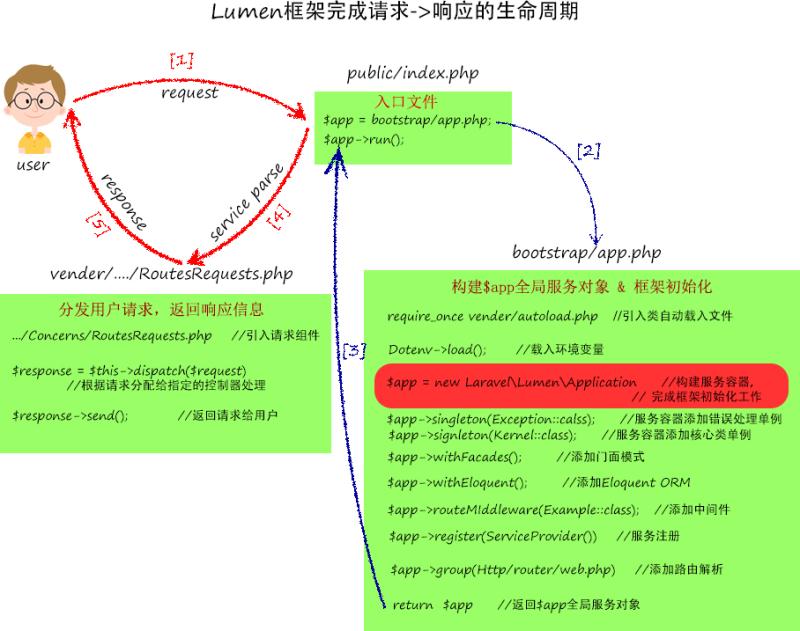 Lumen框架完成请求->响应的生命周期
[1]
request
user
public/index.php
入口文件
$app = bootstrap/app.php;
$app->run();
[2]
response
[5]
service parse
[4]
vender/..../RoutesRequests.php
分发用户请求，返回响应信息
.../Concerns/RoutesRequests.php //引入请求组件
$response = $this->dispatch($request)
//根据请求分配给指定的控制器处理
$response->send(); //返回请求给用户
[3]
bootstrap/app.php
构建$app全局服务对象 & 框架初始化
require_once vender/autoload.php //引入类自动载入文件
Dotenv->load(); //载入环境变量
$app = new Laravel\Lumen\Application //构建服务容器,
// 完成框架初始化工作
$app->singleton(Exception::calss); //服务容器添加错误处理单例
$app->signleton(Kernel::class); //服务容器添加核心类单例
$app->withFacades(); //添加门面模式
$app->withEloquent(); //添加Eloquent ORM
$app->routeMIddleware(Example::class); //添加中间件
$app->register(ServiceProvider()) //服务注册
$app->group(Http/router/web.php) //添加路由解析
return $app //返回$app全局服务对象